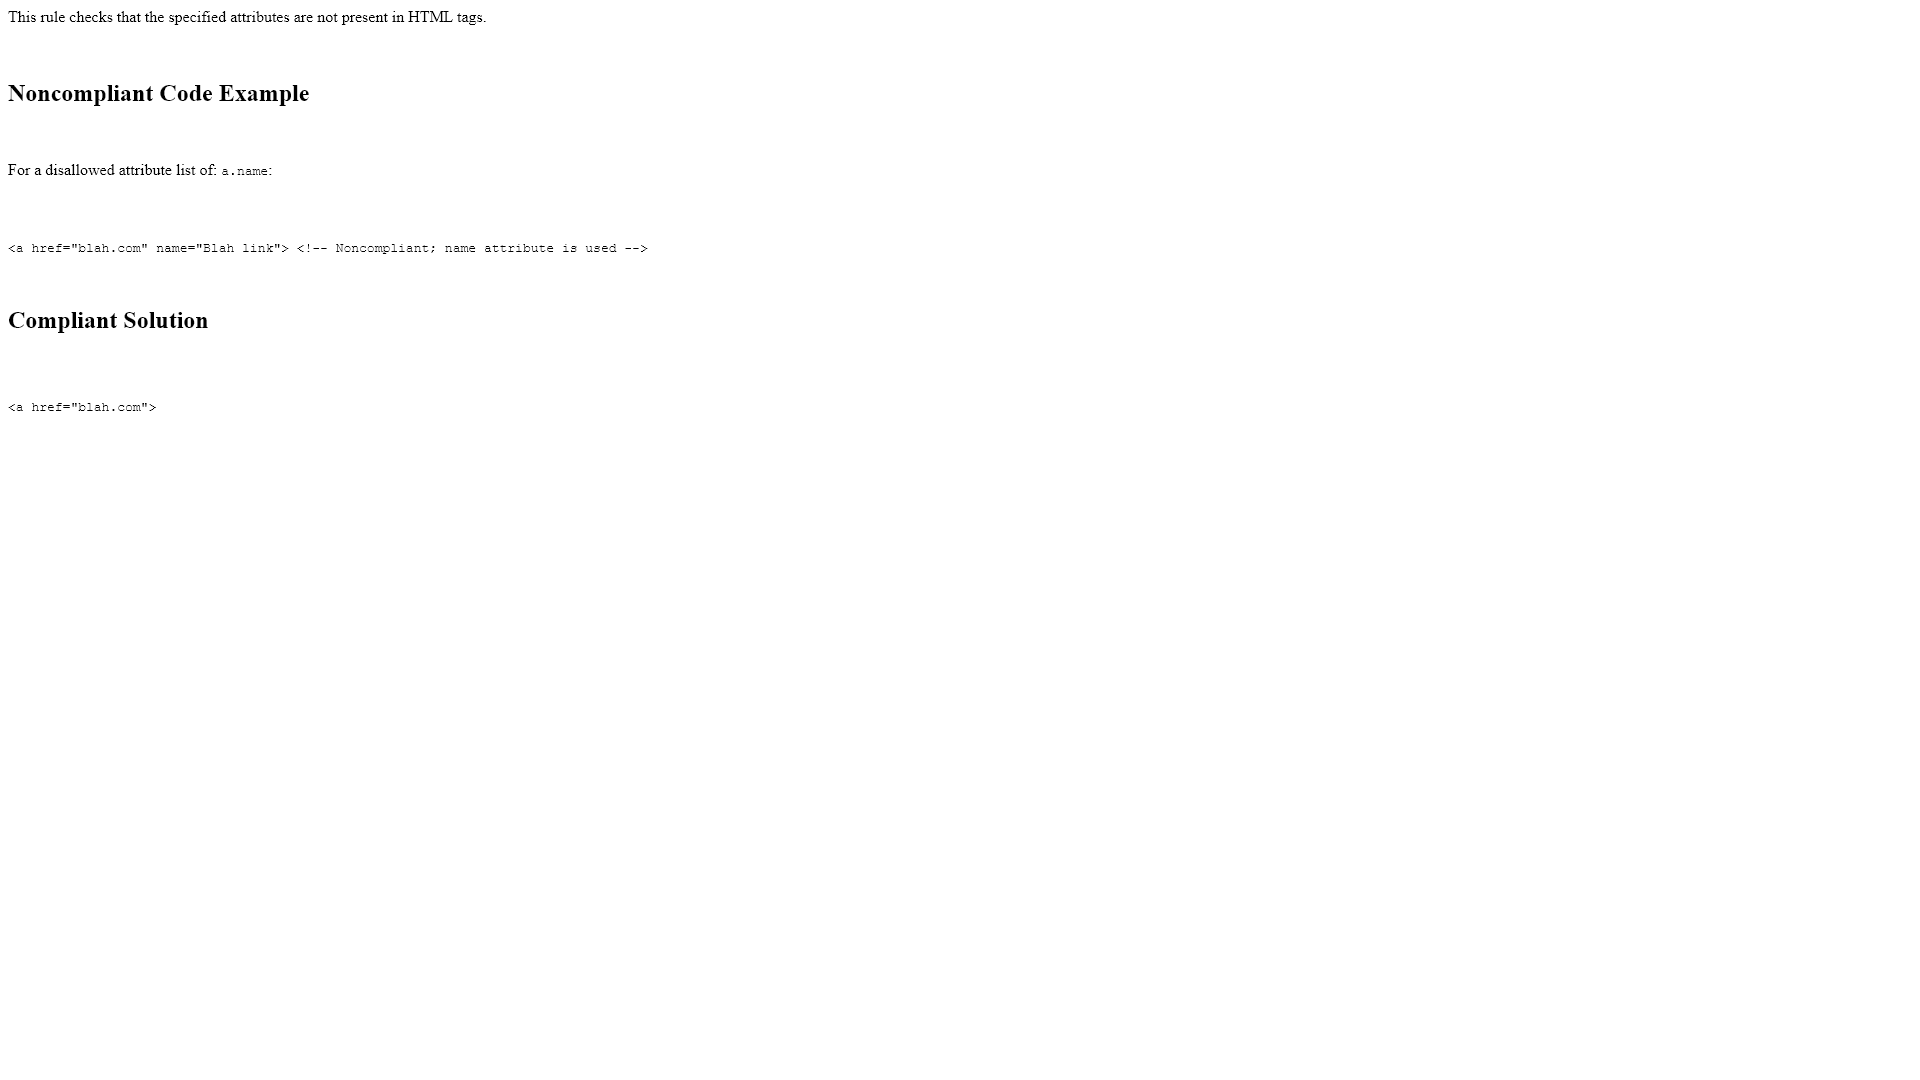 This rule checks that the specified attributes are not present in HTML tags.
Noncompliant Code Example
For a disallowed attribute list of: a.name:
<a href="blah.com" name="Blah link"> <!-- Noncompliant; name attribute is used -->
Compliant Solution
<a href="blah.com">